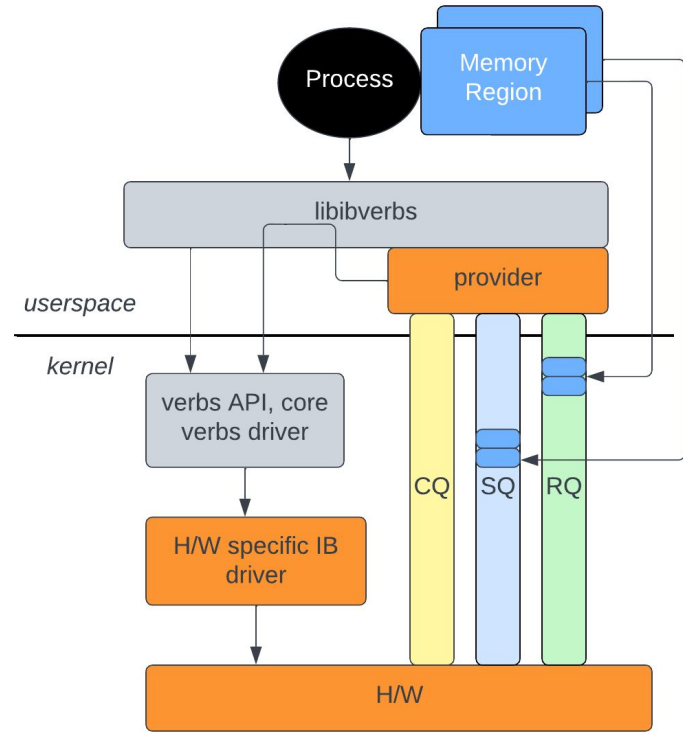 Process
Memory
Region
libibverbs
provider
userspace
kernel
verbs API, core
verbs driver
CQ
SQ
RQ
H/W specific IB
driver
H/W